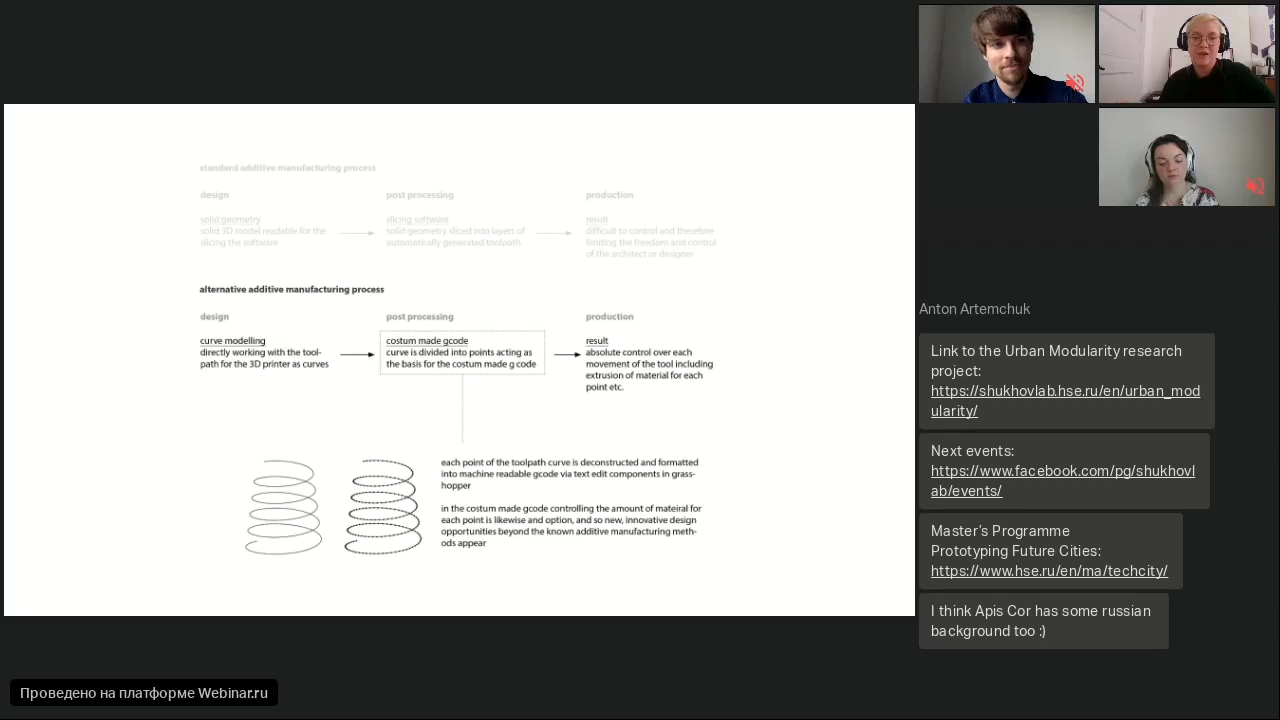 standard additive manufacturing process
design post processing production
solid geometry slicing software result
solid 3D model readable for the solid geometry sliced into layers of difficult to control and therefore
slicing the software automatically generated toolpath limiting the freedom and control
of the architect or designer
alternative additive manufacturing process
design post processing production
curve modelling costum made gcode result
directly working with the tool- curve is divided into points acting as absolute control over each
path for the 3D printer as curves the basis for the costum made g code movement of the tool including
extrusion of material for each
point etc.
each point of the toolpath curve is deconstructed and formatted
into machine readable gcode via text edit components in grass-
hopper
in the costum made gcode controlling the amount of mateiral for
each point is likewise and option, and so new, innovative design
opportunities beyond the known additive manufacturing meth-
ods appear
Anton Artemchuk
Link to the Urban Modularity research
project:
https://shukhovlab.hse.ru/en/urban_mod
ularity/
Next events:
https://www.facebook.com/pg/shukhovl
ab/events/
Master's Programme
Prototyping Future Cities:
https://www.hse.ru/en/ma/techcity/
I think Apis Cor has some russian
background too :)
Проведено на платформе Webinar.ru